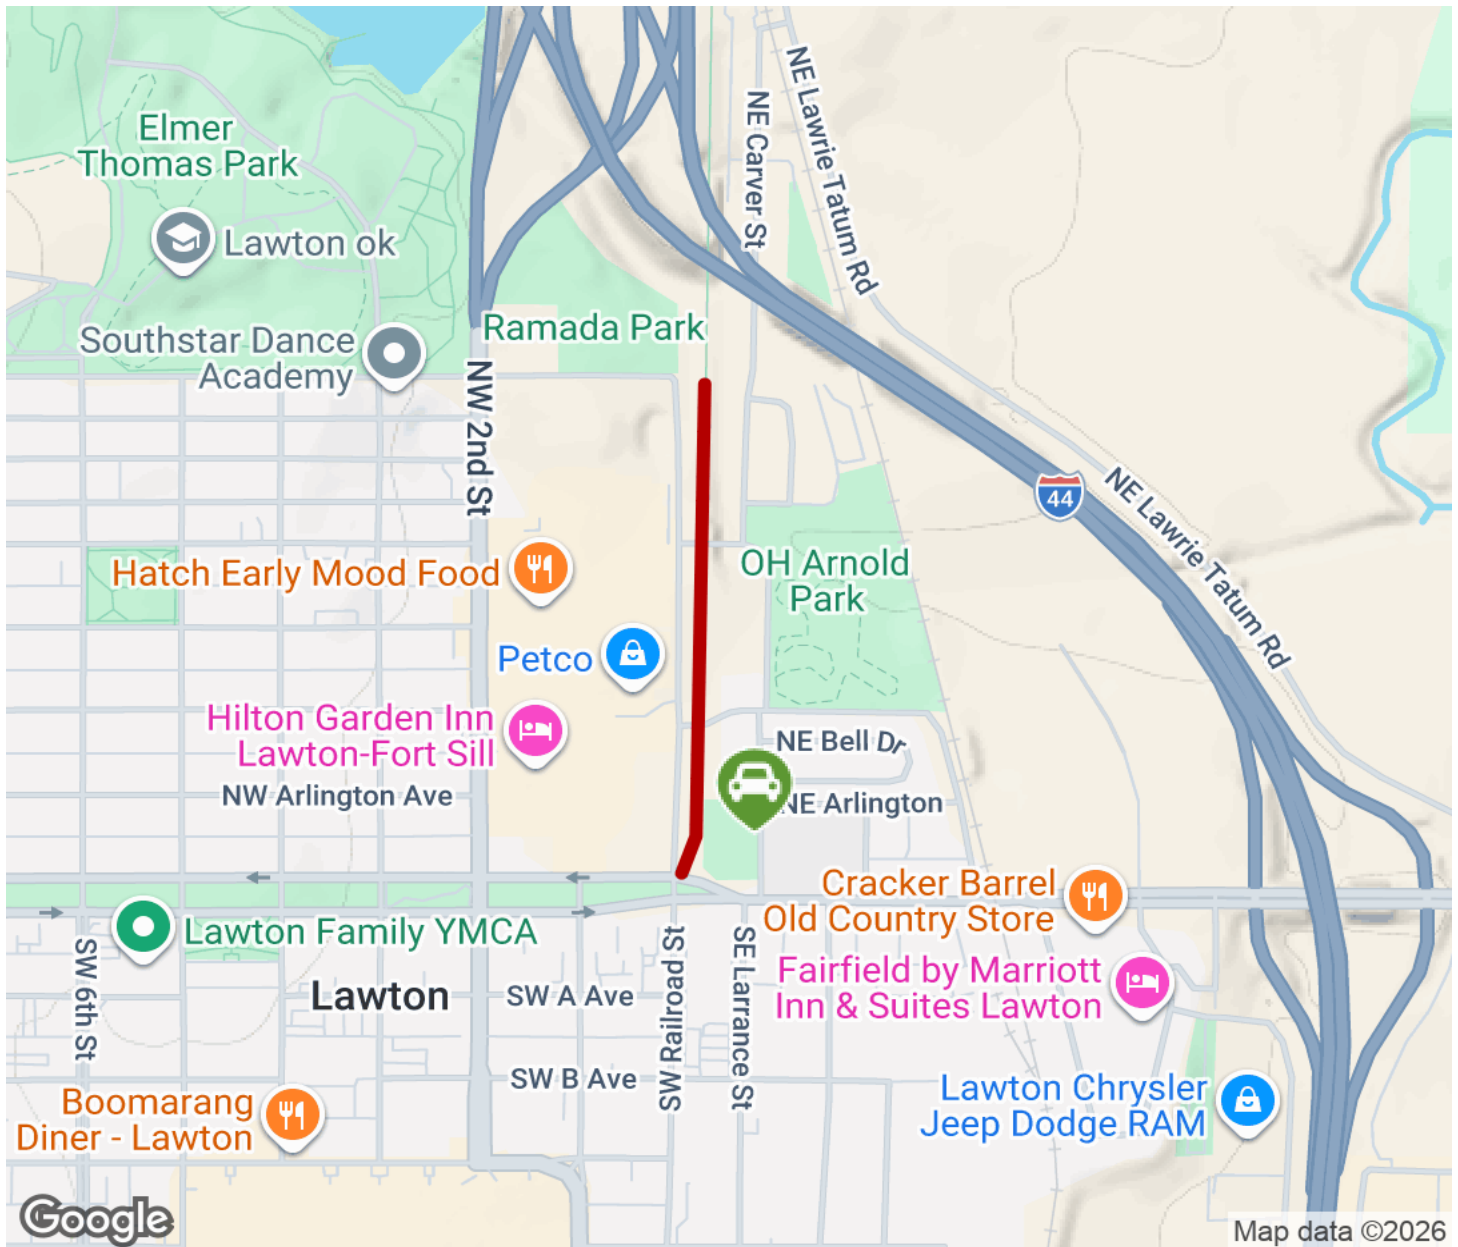 NE Lawrie Tatum Rd
NE Carver St
Elmer
Thomas Park
Lawton ok
Ramada Park
Southstar Dance
Academy
NW 2nd St
44
NE Lawrie Tatum Rd
OH Arnold
Park
Hatch Early Mood Food
Petco
Hilton Garden Inn
Lawton-Fort Sill
NE Bell Dr
NW Arlington Ave
NE Arlington
Cracker Barrel
Old Country Store
Lawton Family YMCA
SW 6th St
Lawton
SW A Ave
SW Railroad St
SE Larrance St
Fairfield by Marriott
Inn & Suites Lawton
SW B Ave
Boomarang
Diner - Lawton
Lawton Chrysler
Jeep Dodge RAM
Google
Map data ©2026